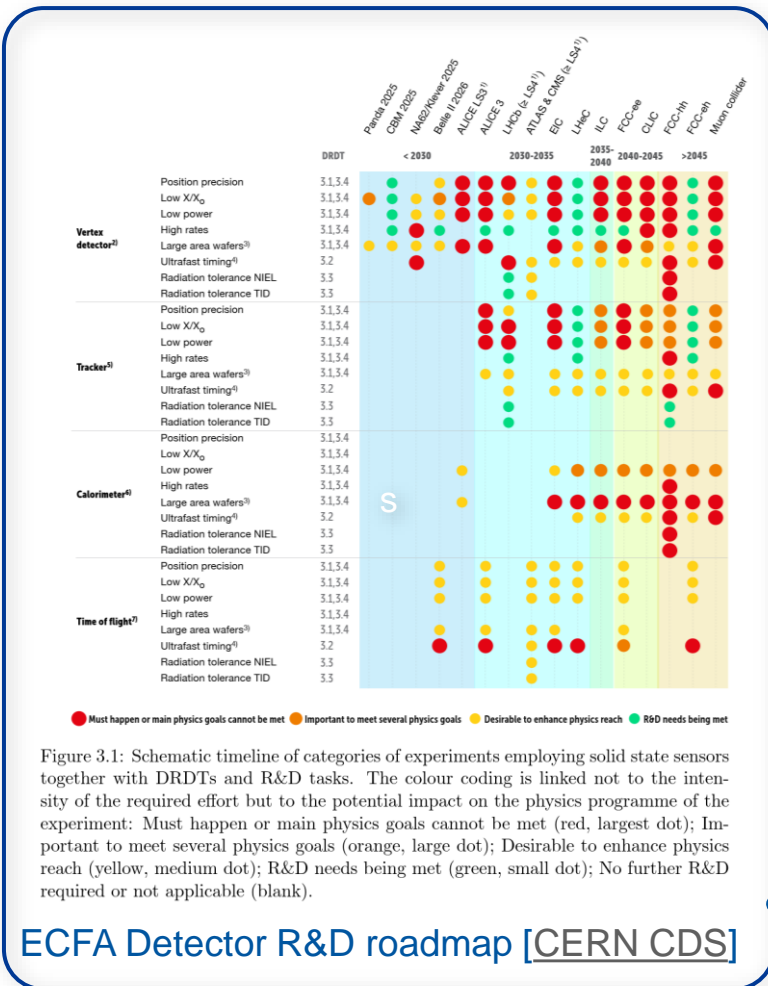 Panda 2025
CBM 2025
NA62/Klever 2025
Belle II 2026
ALICE LS3¹⁾
ALICE 3
LHCb (≥ LS4¹⁾)
ATLAS & CMS (≥ LS4¹⁾)
EIC
LHeC
ILC
FCC-ee
CLIC
FCC-hh
FCC-eh
Muon collider
DRDT < 2030 2030-2035 2035-2040 2040-2045 >2045
Vertex detector²⁾
Position precision 3.1,3.4
Low X/X₀ 3.1,3.4
Low power 3.1,3.4
High rates 3.1,3.4
Large area wafers³⁾ 3.1,3.4
Ultrafast timing⁴⁾ 3.2
Radiation tolerance NIEL 3.3
Radiation tolerance TID 3.3
Tracker⁵⁾
Position precision 3.1,3.4
Low X/X₀ 3.1,3.4
Low power 3.1,3.4
High rates 3.1,3.4
Large area wafers³⁾ 3.1,3.4
Ultrafast timing⁴⁾ 3.2
Radiation tolerance NIEL 3.3
Radiation tolerance TID 3.3
Calorimeter⁶⁾
Position precision 3.1,3.4
Low X/X₀ 3.1,3.4
Low power 3.1,3.4
High rates 3.1,3.4
Large area wafers³⁾ 3.1,3.4
S
Ultrafast timing⁴⁾ 3.2
Radiation tolerance NIEL 3.3
Radiation tolerance TID 3.3
Time of flight⁷⁾
Position precision 3.1,3.4
Low X/X₀ 3.1,3.4
Low power 3.1,3.4
High rates 3.1,3.4
Large area wafers³⁾ 3.1,3.4
Ultrafast timing⁴⁾ 3.2
Radiation tolerance NIEL 3.3
Radiation tolerance TID 3.3
Must happen or main physics goals cannot be met Important to meet several physics goals Desirable to enhance physics reach R&D needs being met
Figure 3.1: Schematic timeline of categories of experiments employing solid state sensors
together with DRDTs and R&D tasks. The colour coding is linked not to the inten-
sity of the required effort but to the potential impact on the physics programme of the
experiment: Must happen or main physics goals cannot be met (red, largest dot); Im-
portant to meet several physics goals (orange, large dot); Desirable to enhance physics
reach (yellow, medium dot); R&D needs being met (green, small dot); No further R&D
required or not applicable (blank).
ECFA Detector R&D roadmap [CERN CDS]